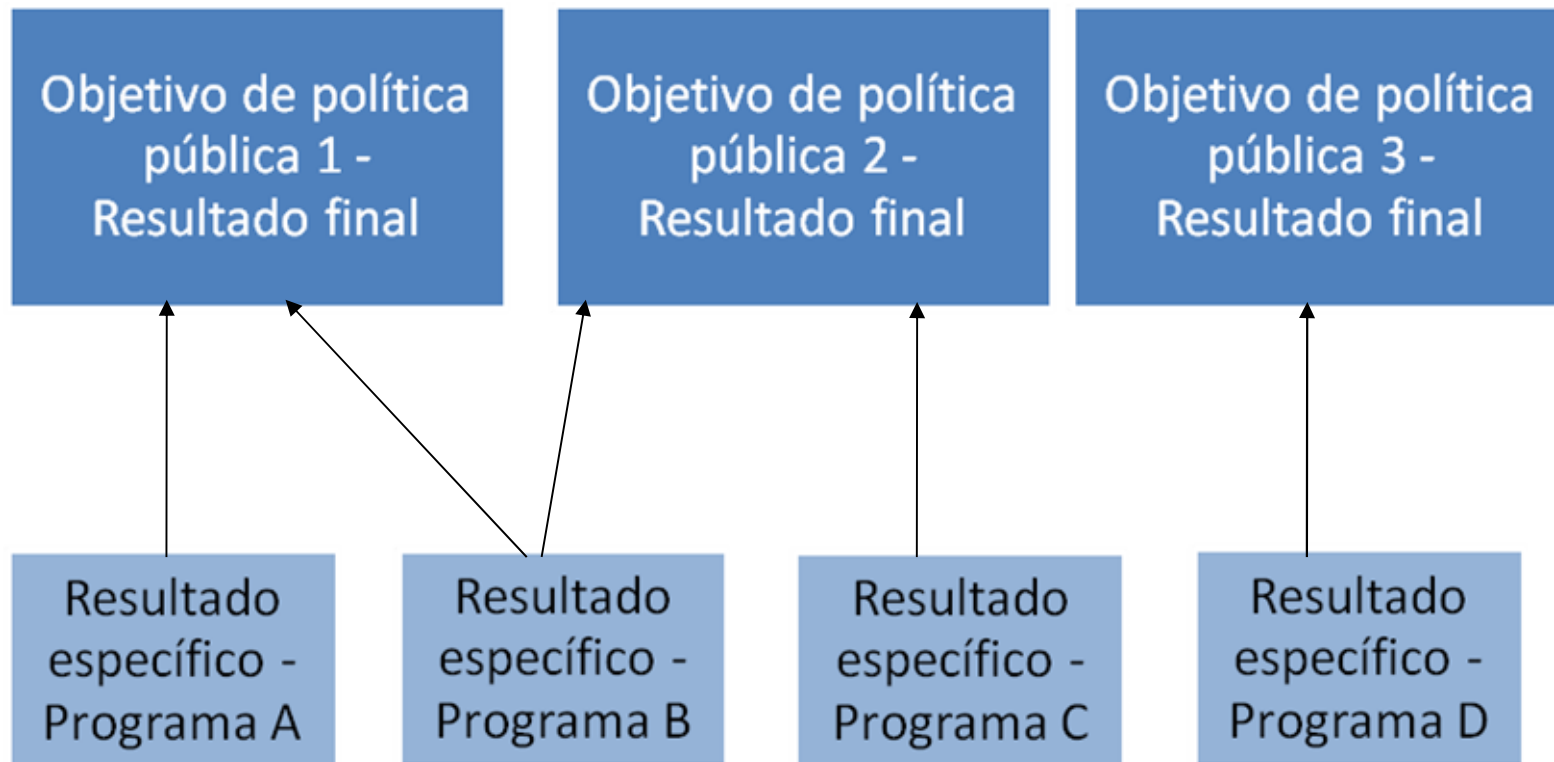 Objetivo de política
pública 1 -
Resultado final
Objetivo de política
pública 2 -
Resultado final
Objetivo de política
pública 3 -
Resultado final
Resultado
específico -
Programa A
Resultado
específico -
Programa B
Resultado
específico -
Programa C
Resultado
específico -
Programa D